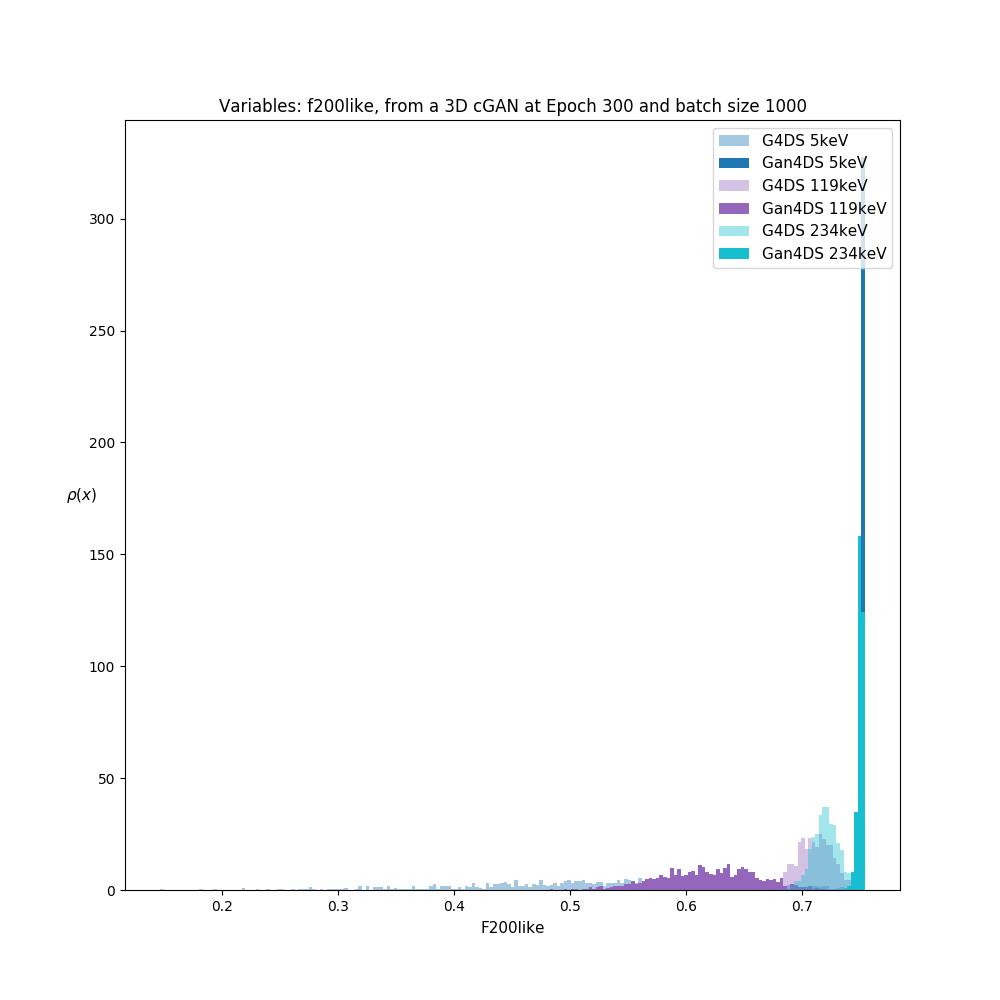 Variables: f200like, from a 3D cGAN at Epoch 300 and batch size 1000
G4DS 5keV
Gan4DS 5keV
G4DS 119keV
Gan4DS 119keV
G4DS 234keV
Gan4DS 234keV
300
250
200
150
100
50
0
ρ(x)
0.2 0.3 0.4 0.5 0.6 0.7
F200like